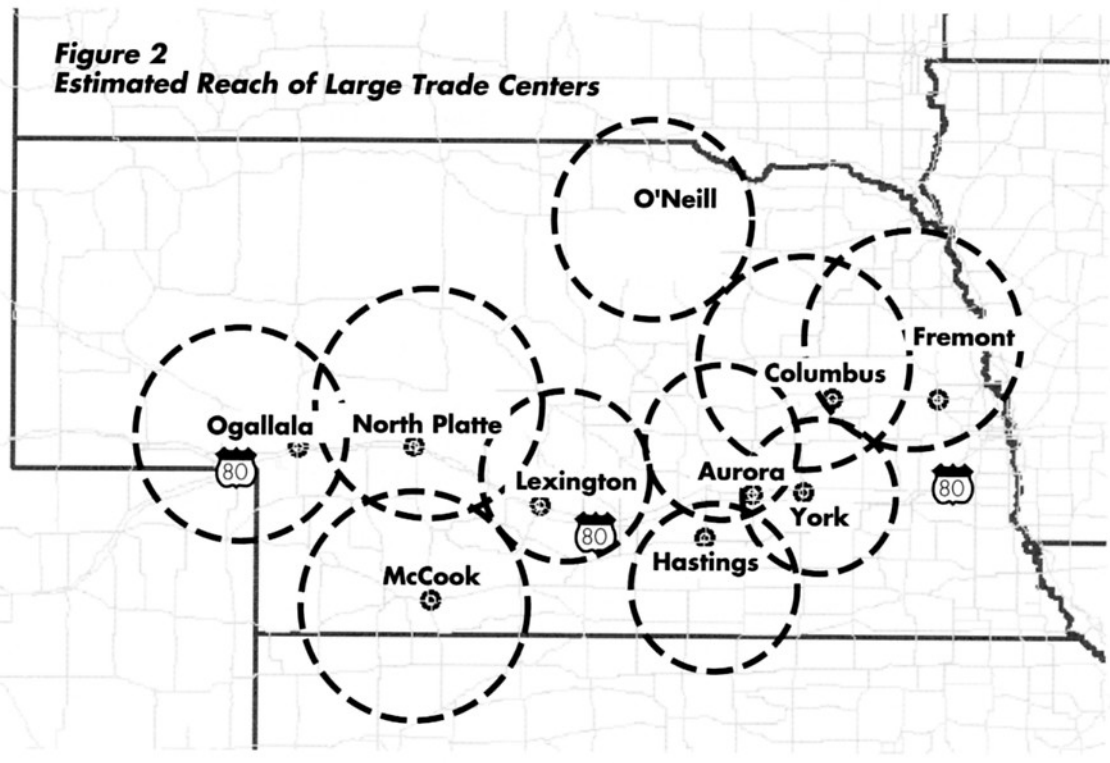 Figure 2
Estimated Reach of Large Trade Centers
O'Neill
Fremont
Columbus
Ogallala
North Platte
80
Lexington
Aurora
80
York
80
Hastings
McCook